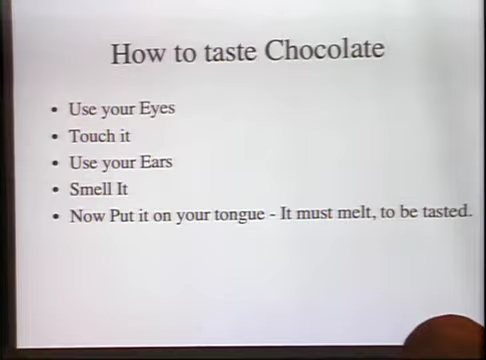 How to taste Chocolate
• Use your Eyes
• Touch it
• Use your Ears
• Smell It
• Now Put it on your tongue - It must melt, to be tasted.